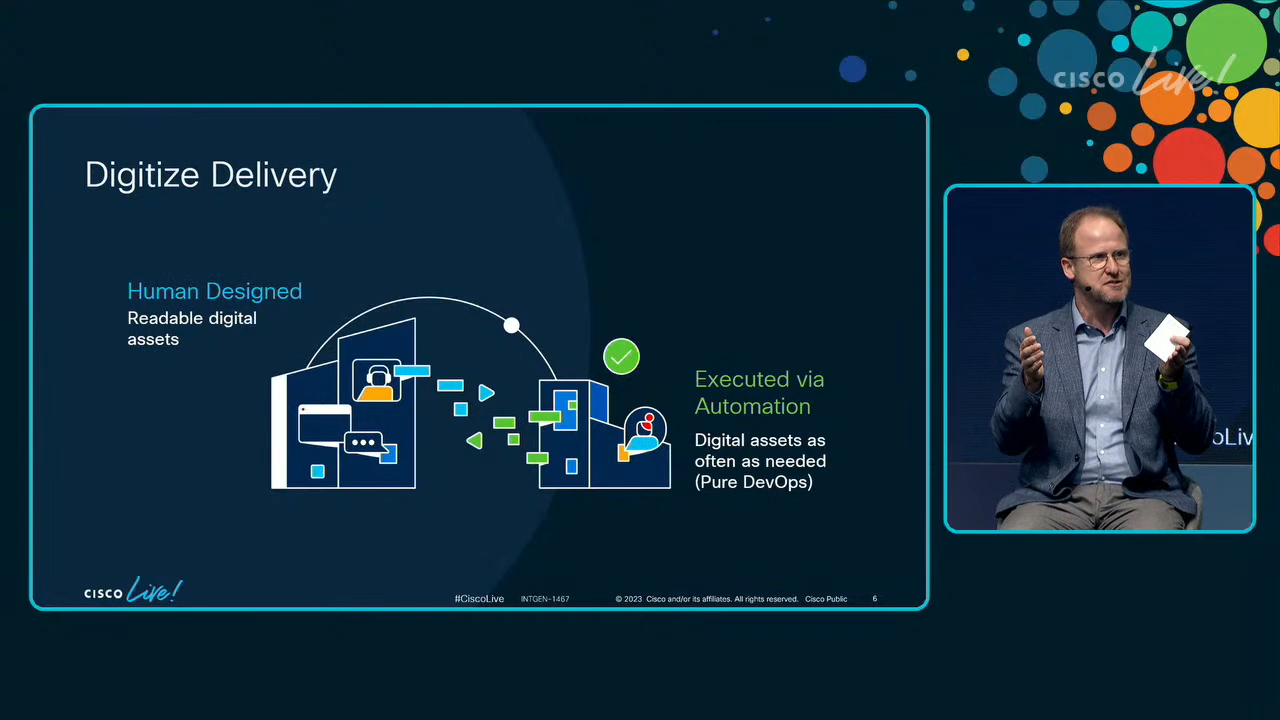 CISCO Live!
Digitize Delivery
Human Designed
Readable digital
assets
Executed via
Automation
Digital assets as
often as needed
(Pure DevOps)
CISCO Live!
#CiscoLive
INTGEN-1467
© 2023 Cisco and/or its affiliates. All rights reserved. Cisco Public
6
oLiv